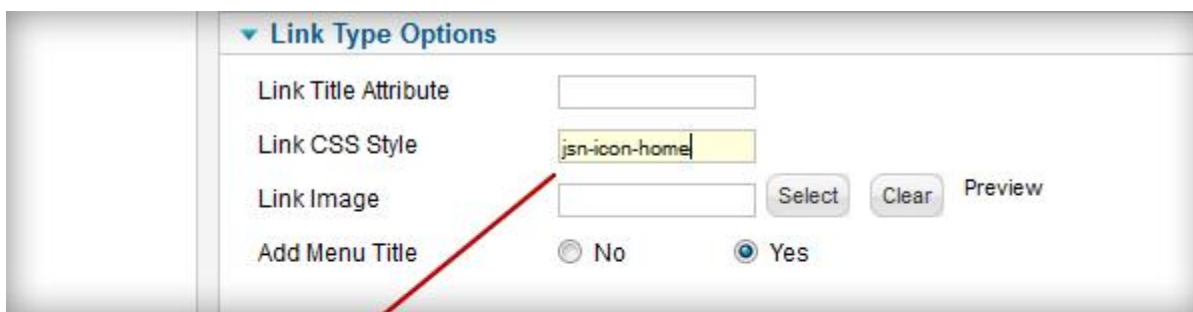 Link Type Options
Link Title Attribute
Link CSS Style jsn-icon-home
Link Image Select Clear Preview
Add Menu Title No Yes